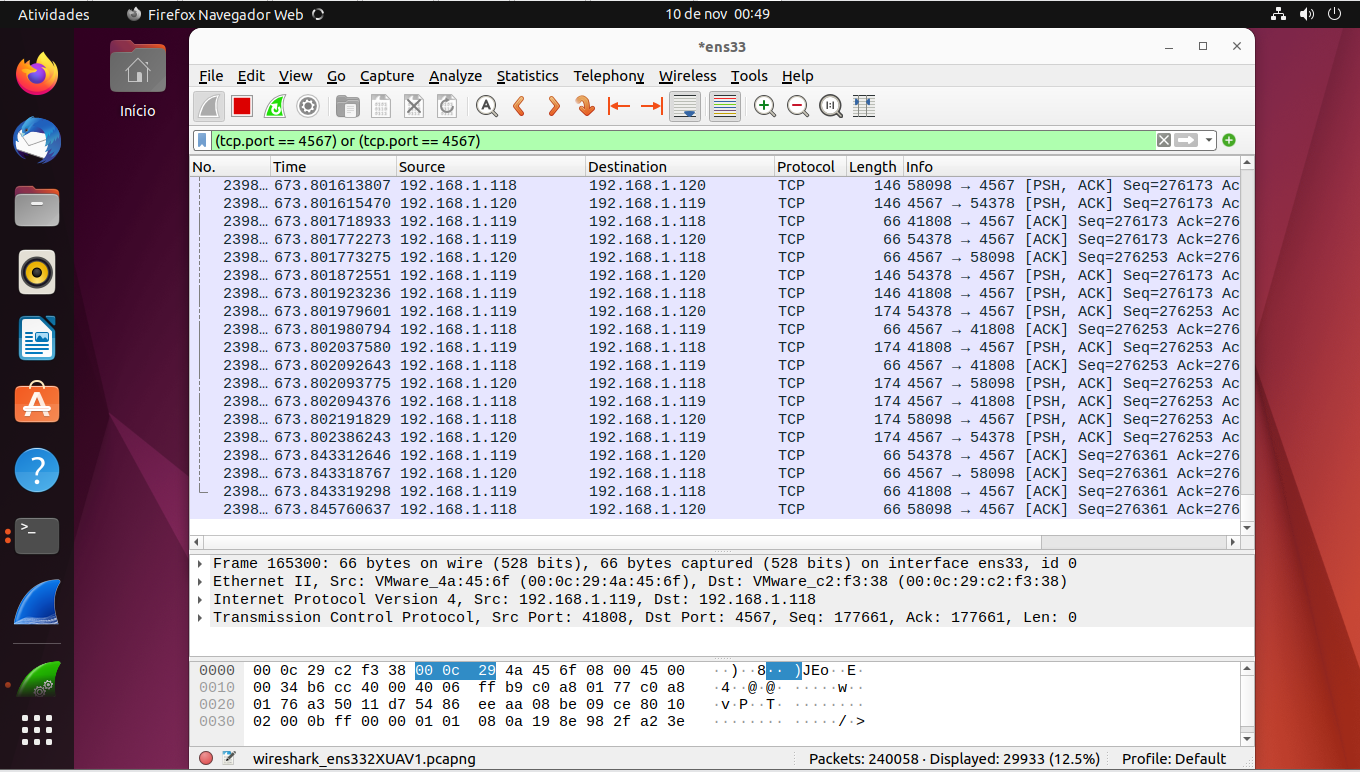 Atividades Firefox Navegador Web 10 de nov 00:49
*ens33
Início
File Edit View Go Capture Analyze Statistics Telephony Wireless Tools Help
(tcp.port == 4567) or (tcp.port == 4567)
No. Time Source Destination Protocol Length Info
2398… 673.801613807 192.168.1.118 192.168.1.120 TCP 146 58098 → 4567 [PSH, ACK] Seq=276173 Ac
2398… 673.801615470 192.168.1.120 192.168.1.119 TCP 146 4567 → 54378 [PSH, ACK] Seq=276173 Ac
2398… 673.801718933 192.168.1.119 192.168.1.118 TCP 66 41808 → 4567 [ACK] Seq=276173 Ack=276
2398… 673.801772273 192.168.1.119 192.168.1.120 TCP 66 54378 → 4567 [ACK] Seq=276173 Ack=276
2398… 673.801773275 192.168.1.120 192.168.1.118 TCP 66 4567 → 58098 [ACK] Seq=276253 Ack=276
2398… 673.801872551 192.168.1.119 192.168.1.120 TCP 146 54378 → 4567 [PSH, ACK] Seq=276173 Ac
2398… 673.801923236 192.168.1.119 192.168.1.118 TCP 146 41808 → 4567 [PSH, ACK] Seq=276173 Ac
2398… 673.801979601 192.168.1.119 192.168.1.120 TCP 174 54378 → 4567 [PSH, ACK] Seq=276253 Ac
2398… 673.801980794 192.168.1.118 192.168.1.119 TCP 66 4567 → 41808 [ACK] Seq=276253 Ack=276
2398… 673.802037580 192.168.1.119 192.168.1.118 TCP 174 41808 → 4567 [PSH, ACK] Seq=276253 Ac
2398… 673.802092643 192.168.1.118 192.168.1.119 TCP 66 4567 → 41808 [ACK] Seq=276253 Ack=276
2398… 673.802093775 192.168.1.120 192.168.1.118 TCP 174 4567 → 58098 [PSH, ACK] Seq=276253 Ac
2398… 673.802094376 192.168.1.118 192.168.1.119 TCP 174 4567 → 41808 [PSH, ACK] Seq=276253 Ac
2398… 673.802191829 192.168.1.118 192.168.1.120 TCP 174 58098 → 4567 [PSH, ACK] Seq=276253 Ac
2398… 673.802386243 192.168.1.120 192.168.1.119 TCP 174 4567 → 54378 [PSH, ACK] Seq=276253 Ac
2398… 673.843312646 192.168.1.119 192.168.1.120 TCP 66 54378 → 4567 [ACK] Seq=276361 Ack=276
2398… 673.843318767 192.168.1.120 192.168.1.118 TCP 66 4567 → 58098 [ACK] Seq=276361 Ack=276
2398… 673.843319298 192.168.1.119 192.168.1.118 TCP 66 41808 → 4567 [ACK] Seq=276361 Ack=276
2398… 673.845760637 192.168.1.118 192.168.1.120 TCP 66 58098 → 4567 [ACK] Seq=276361 Ack=276
Frame 165300: 66 bytes on wire (528 bits), 66 bytes captured (528 bits) on interface ens33, id 0
Ethernet II, Src: VMware_4a:45:6f (00:0c:29:4a:45:6f), Dst: VMware_c2:f3:38 (00:0c:29:c2:f3:38)
Internet Protocol Version 4, Src: 192.168.1.119, Dst: 192.168.1.118
Transmission Control Protocol, Src Port: 41808, Dst Port: 4567, Seq: 177661, Ack: 177661, Len: 0
0000 00 0c 29 c2 f3 38 00 0c 29 4a 45 6f 08 00 45 00 ··)··8·· )JEo··E·
0010 00 34 b6 cc 40 00 40 06 ff b9 c0 a8 01 77 c0 a8 ·4··@·@· ·····w··
0020 01 76 a3 50 11 d7 54 86 ee aa 08 be 09 ce 80 10 ·v·P··T· ········
0030 02 00 0b ff 00 00 01 01 08 0a 19 8e 98 2f a2 3e ········ ·····/·>
wireshark_ens332XUAV1.pcapng Packets: 240058 · Displayed: 29933 (12.5%) Profile: Default